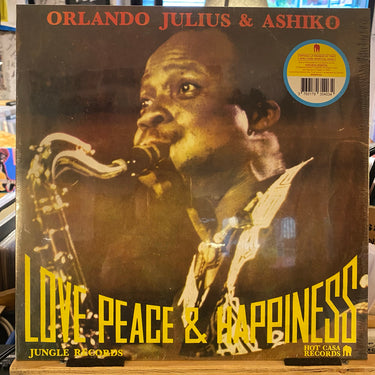 ORLANDO JULIUS & ASHIKO
LOVE PEACE & HAPPINESS
JUNGLE RECORDS
HOT CASA
RECORDS